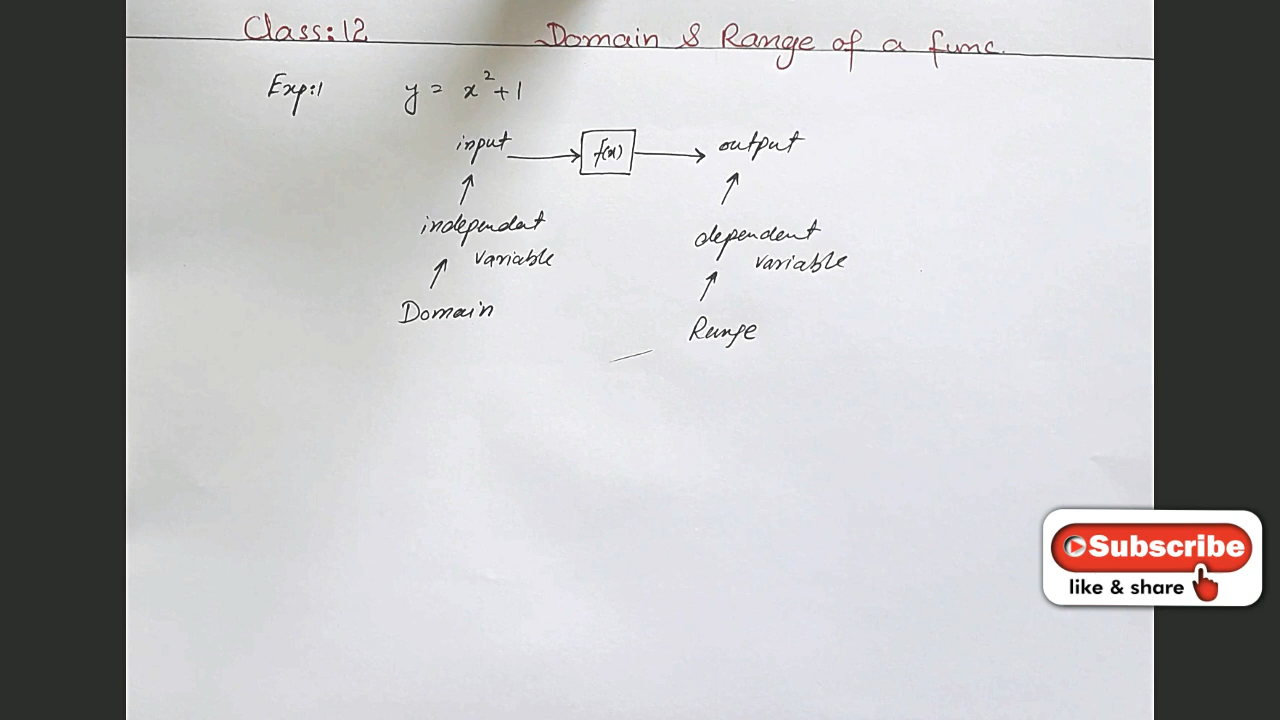 Class:12 Domain & Range of a func.
Exp:1 y = x²+1
input → f(x) → output
independat variable
dependent variable
Domain
Range
Subscribe
like & share